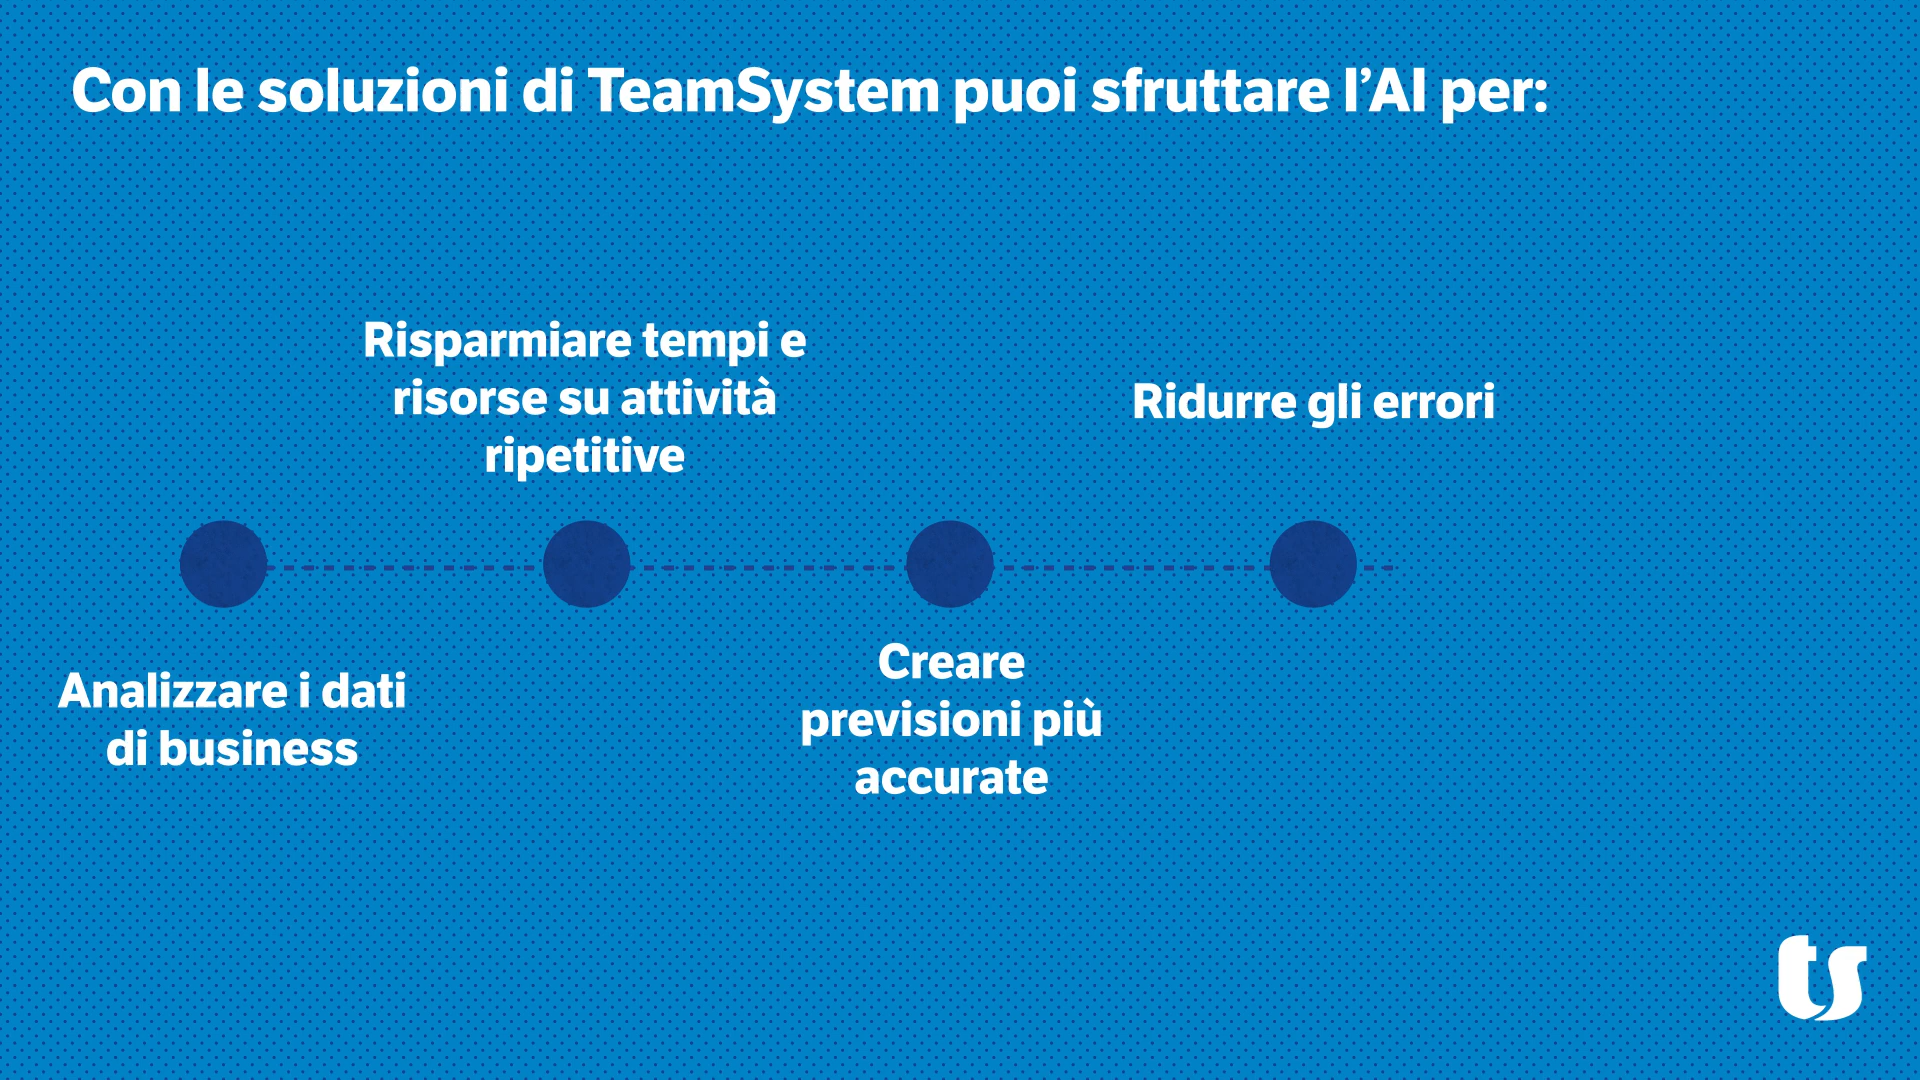 Con le soluzioni di TeamSystem puoi sfruttare l’AI per:
Analizzare i dati
di business
Risparmiare tempi e
risorse su attività
ripetitive
Creare
previsioni più
accurate
Ridurre gli errori
ts